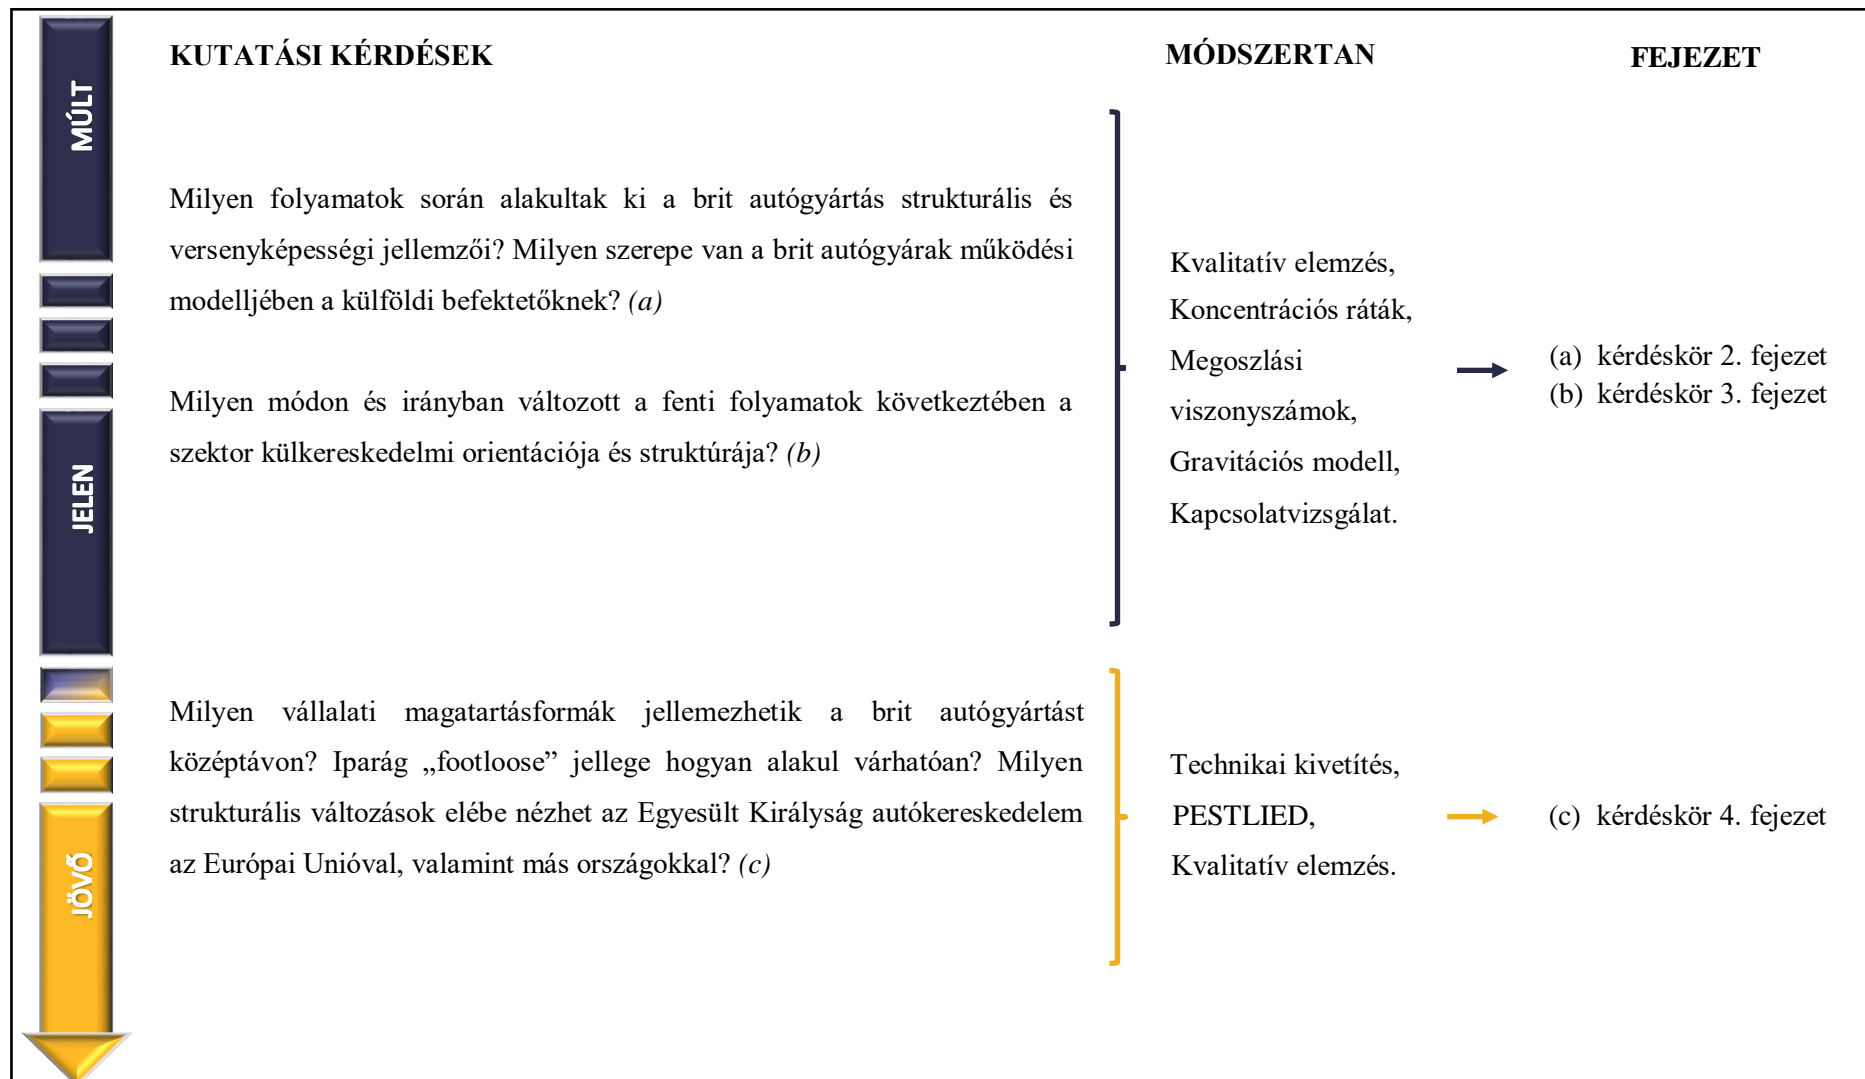 KUTATÁSI KÉRDÉSEK
MÓDSZERTAN
FEJEZET
MÚLT
Milyen folyamatok során alakultak ki a brit autógyártás strukturális és
versenyképességi jellemzői? Milyen szerepe van a brit autógyárak működési
modelljében a külföldi befektetőknek? (a)
Milyen módon és irányban változott a fenti folyamatok következtében a
szektor külkereskedelmi orientációja és struktúrája? (b)
Kvalitatív elemzés,
Koncentrációs ráták,
Megoszlási
viszonyszámok,
Gravitációs modell,
Kapcsolatvizsgálat.
(a) kérdéskör 2. fejezet
(b) kérdéskör 3. fejezet
JELEN
Milyen vállalati magatartásformák jellemezhetik a brit autógyártást
középtávon? Iparág „footloose” jellege hogyan alakul várhatóan? Milyen
strukturális változások elébe nézhet az Egyesült Királyság autókereskedelem
az Európai Unióval, valamint más országokkal? (c)
Technikai kivetítés,
PESTLIED,
Kvalitatív elemzés.
(c) kérdéskör 4. fejezet
JÖVŐ